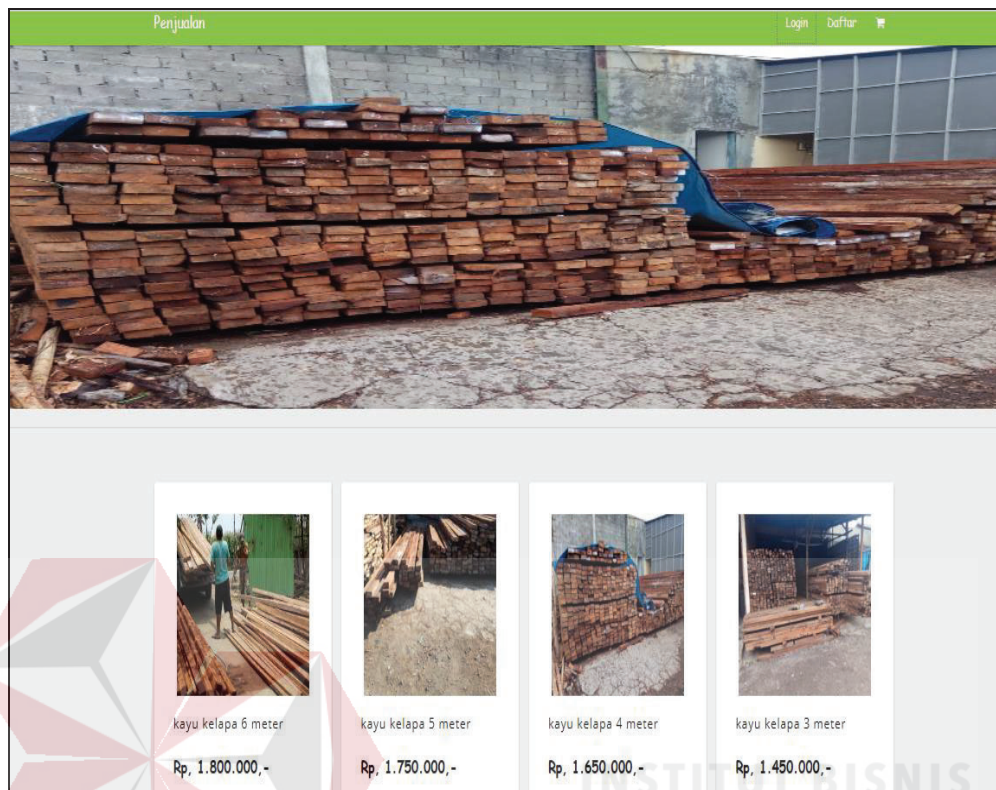 Penjualan Login Daftar
kayu kelapa 6 meter
Rp, 1.800.000,-
kayu kelapa 5 meter
Rp, 1.750.000,-
kayu kelapa 4 meter
Rp, 1.650.000,-
kayu kelapa 3 meter
Rp, 1.450.000,-
INSTITUT BISNIS